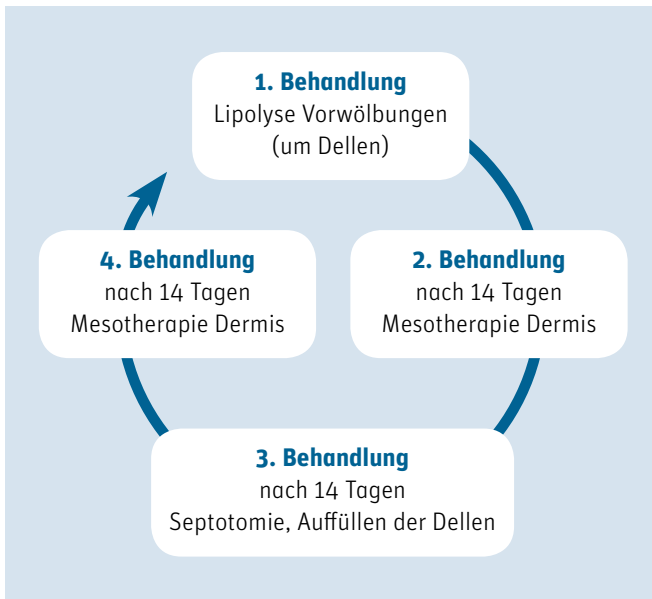 1. Behandlung
Lipolyse Vorwölbungen
(um Dellen)
2. Behandlung
nach 14 Tagen
Mesotherapie Dermis
3. Behandlung
nach 14 Tagen
Septotomie, Auffüllen der Dellen
4. Behandlung
nach 14 Tagen
Mesotherapie Dermis